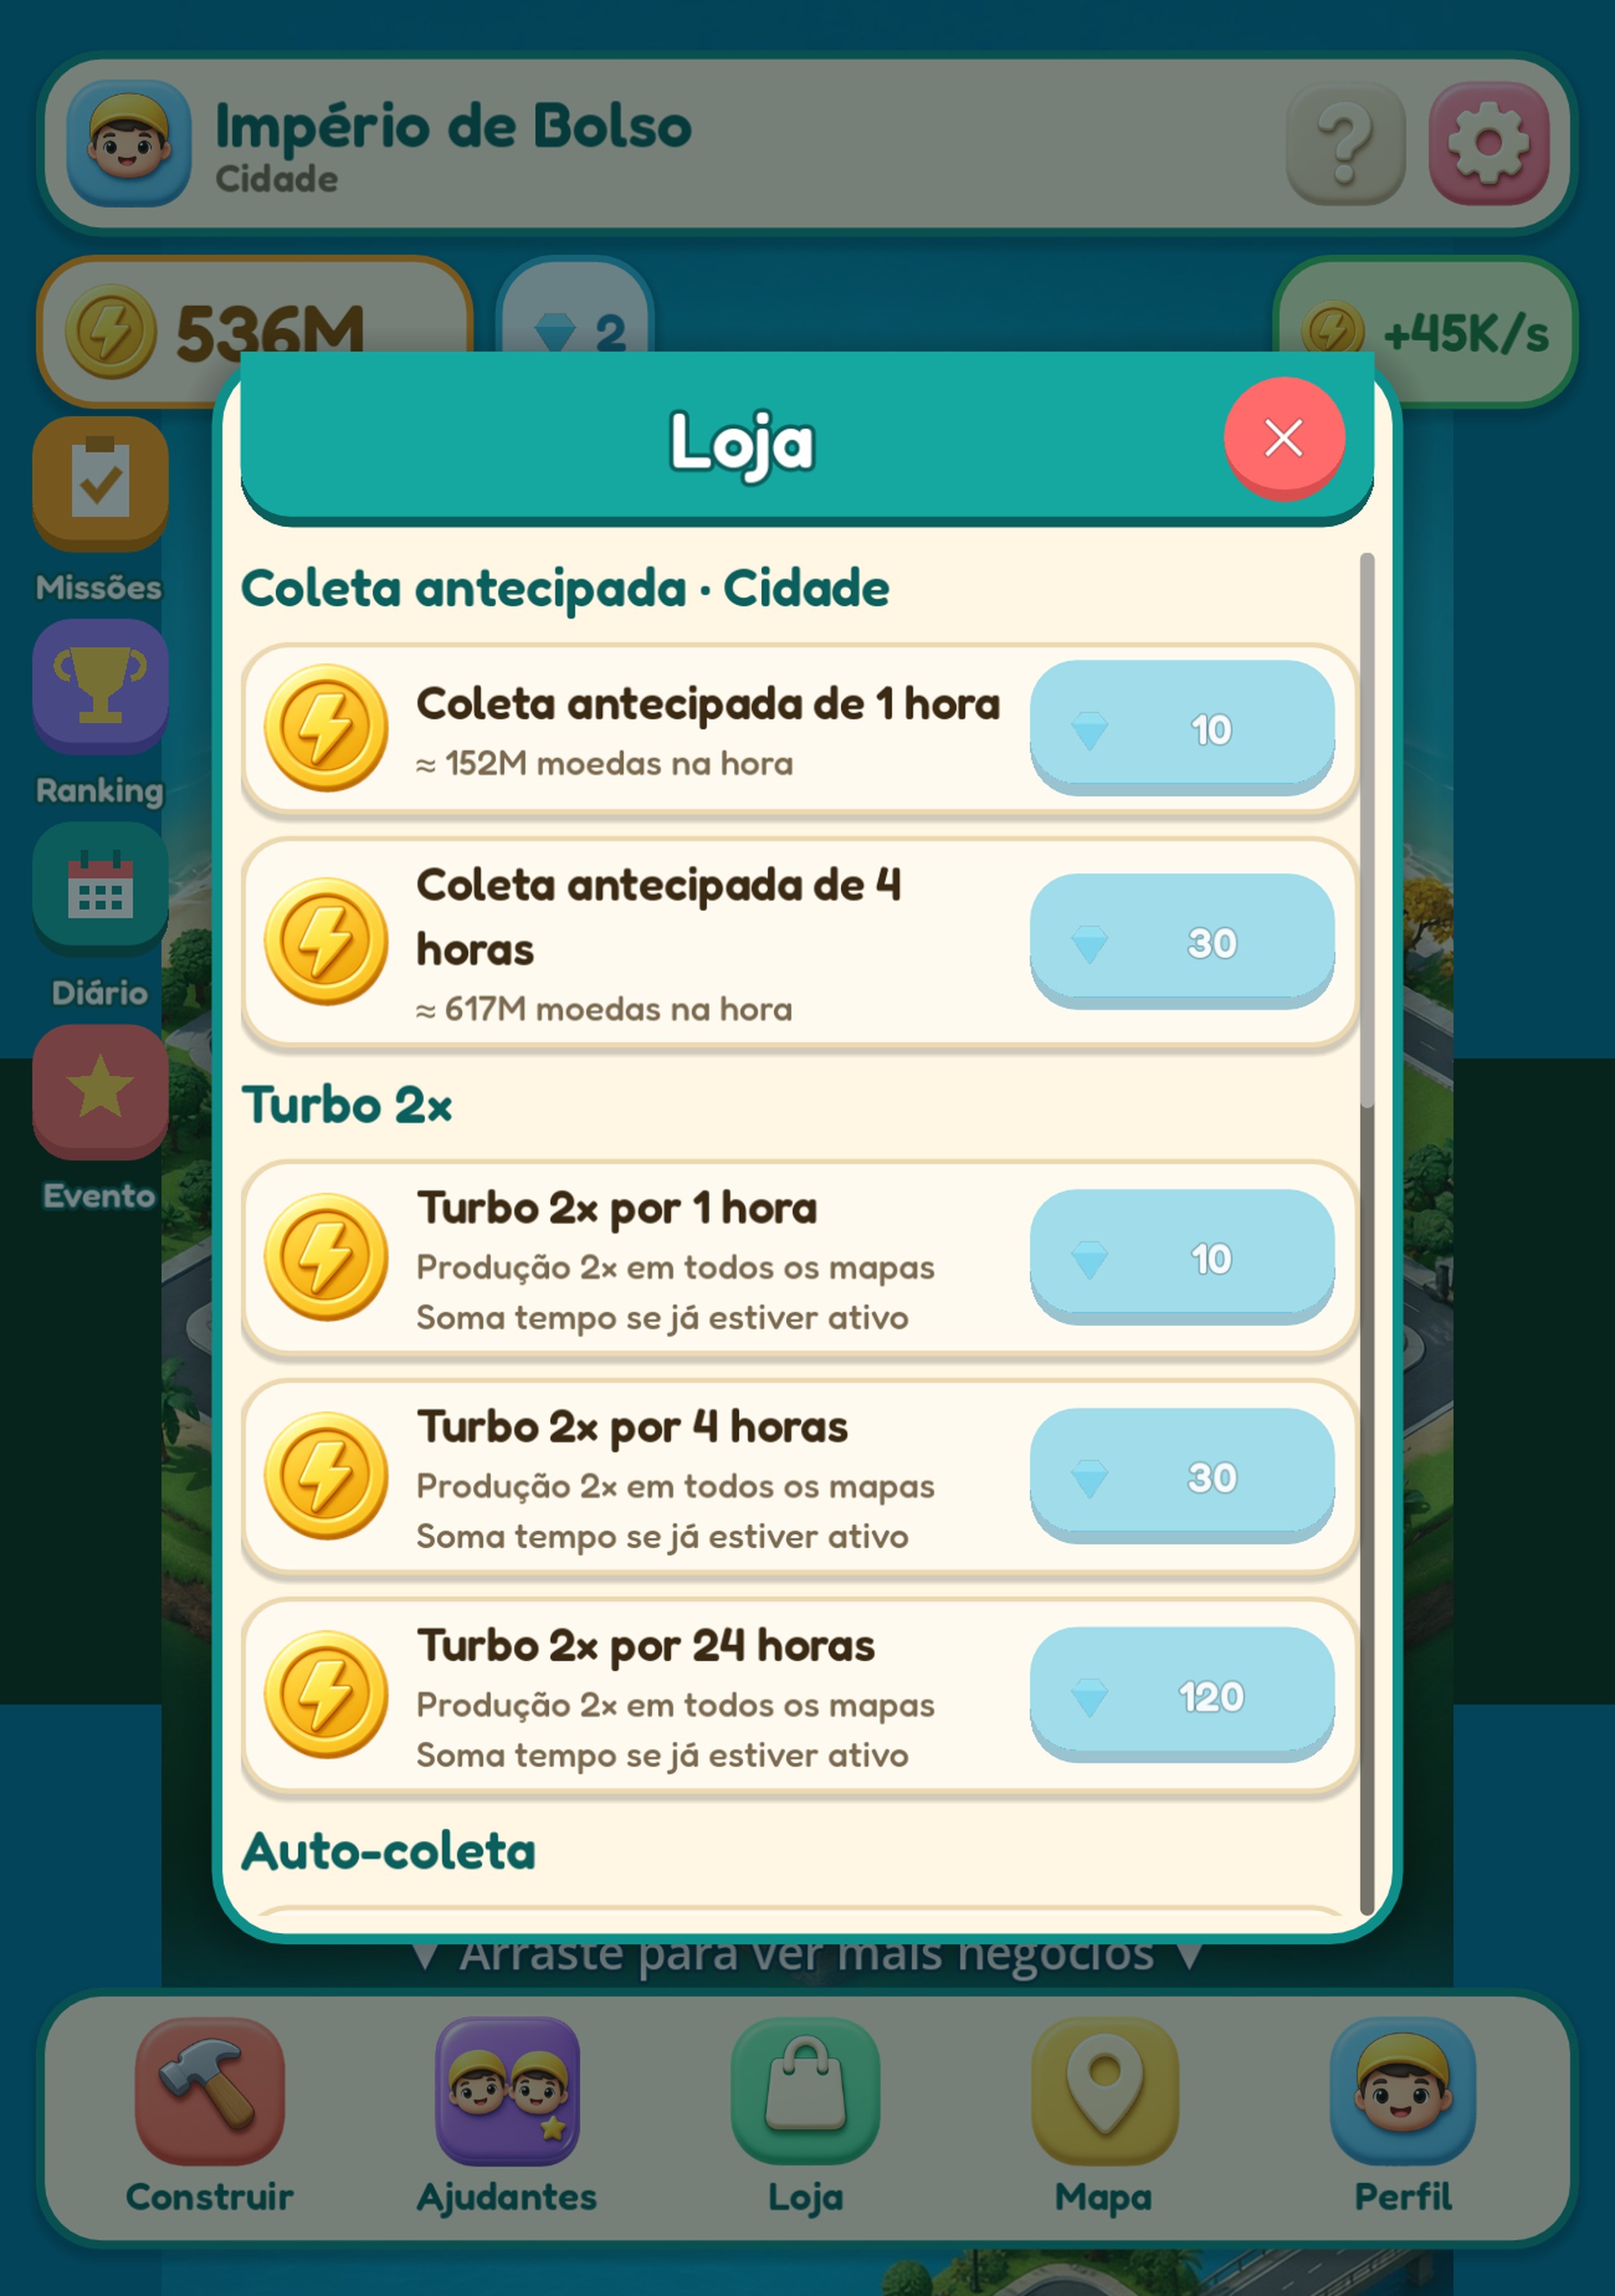 Império de Bolso
Cidade
536M
2
+45K/s
Loja
Missões
Ranking
Diário
Evento
Coleta antecipada · Cidade
Coleta antecipada de 1 hora
≈ 152M moedas na hora
10
Coleta antecipada de 4
horas
≈ 617M moedas na hora
30
Turbo 2x
Turbo 2x por 1 hora
Produção 2x em todos os mapas
Soma tempo se já estiver ativo
10
Turbo 2x por 4 horas
Produção 2x em todos os mapas
Soma tempo se já estiver ativo
30
Turbo 2x por 24 horas
Produção 2x em todos os mapas
Soma tempo se já estiver ativo
120
Auto-coleta
▼ Arraste para ver mais negócios ▼
Construir
Ajudantes
Loja
Mapa
Perfil